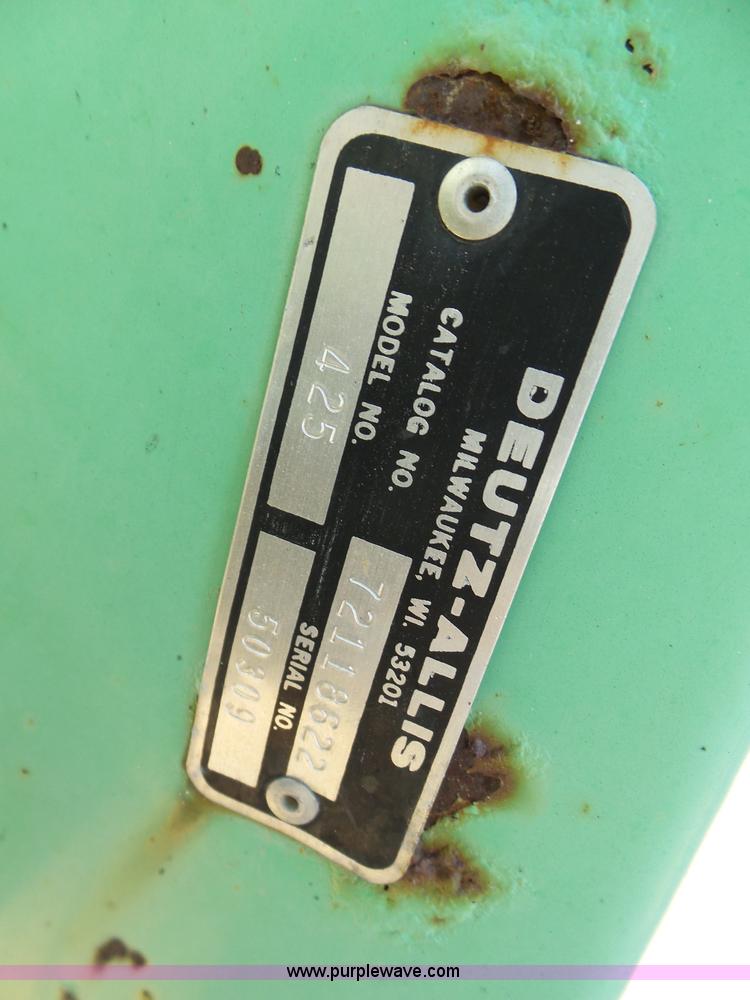 DEUTZ-ALLIS
MILWAUKEE, WI. 53201
CATALOG NO. 72118622
MODEL NO. SERIAL NO.
425 50309
www.purplewave.com